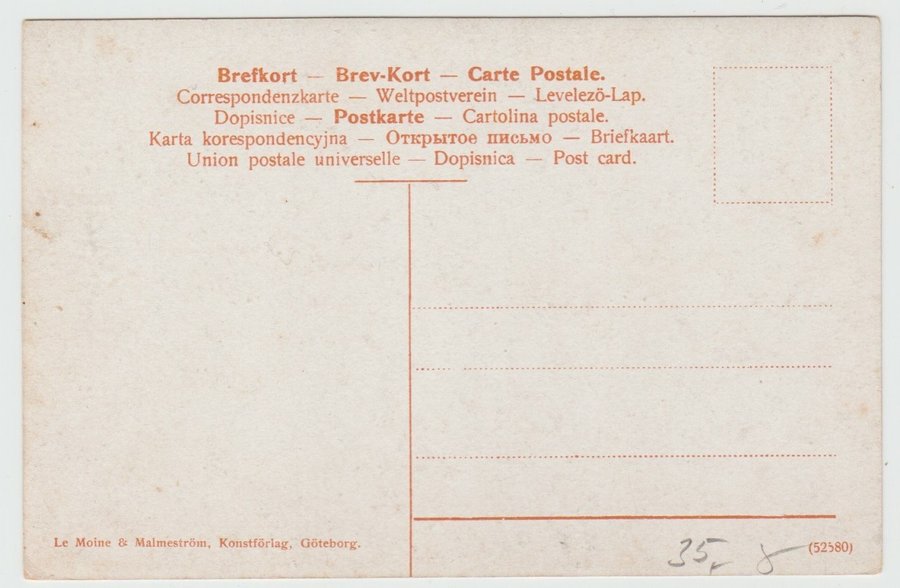 Brefkort — Brev-Kort — Carte Postale.
Correspondenzkarte — Weltpostverein — Levelezö-Lap.
Dopisnice — Postkarte — Cartolina postale.
Karta korespondencyjna — Открытое письмо — Briefkaart.
Union postale universelle — Dopisnica — Post card.
Le Moine & Malmeström, Konstförlag, Göteborg.
35,
(52580)